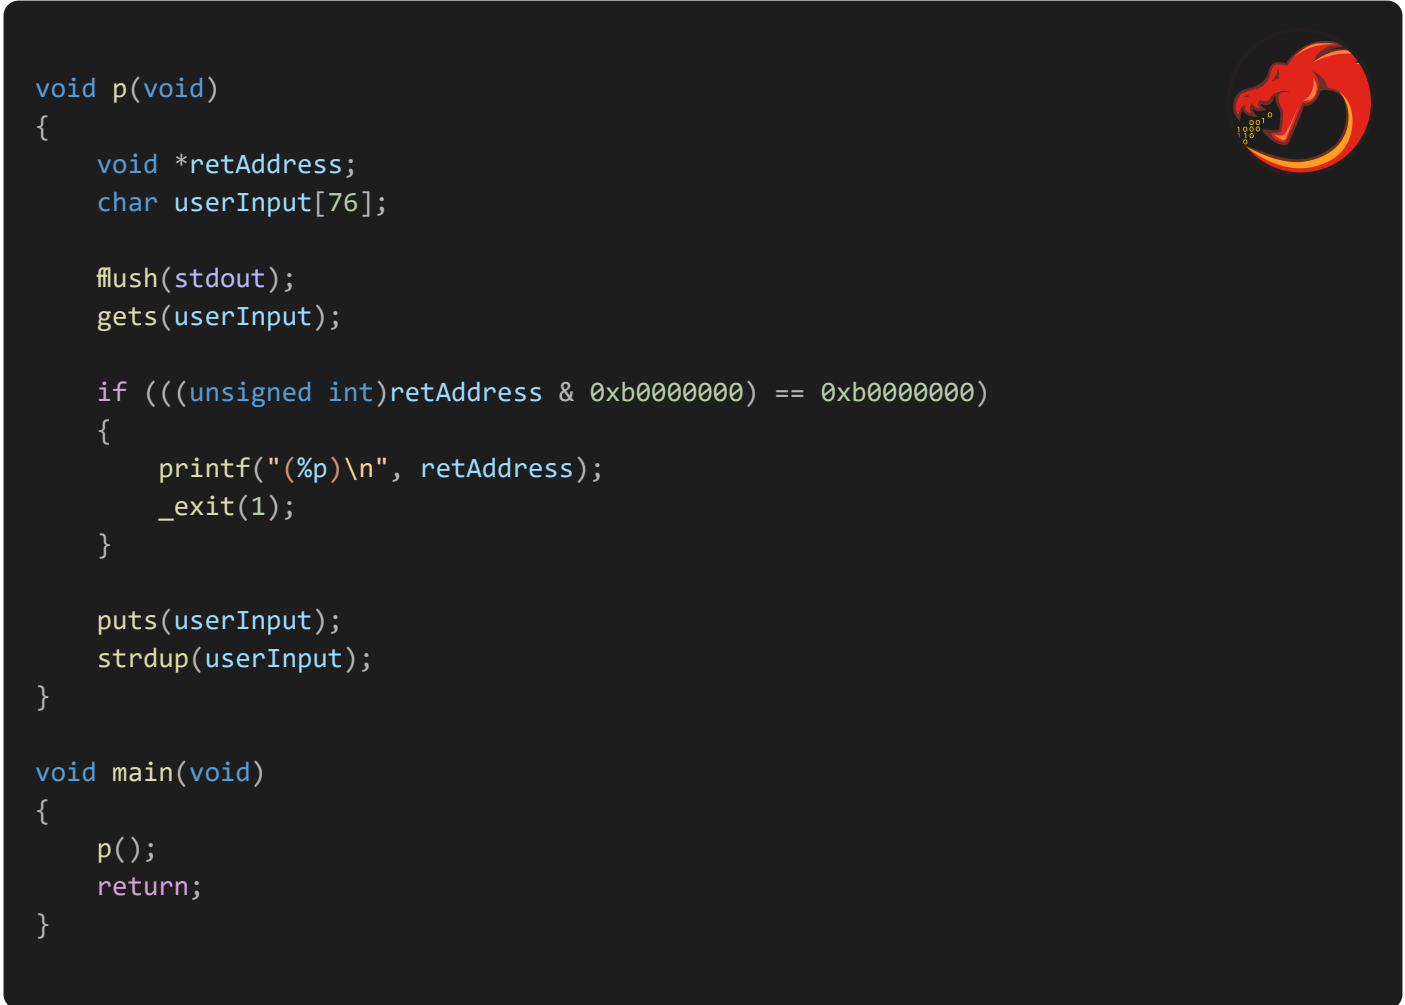 void p(void)
{
    void *retAddress;
    char userInput[76];

    fflush(stdout);
    gets(userInput);

    if (((unsigned int)retAddress & 0xb0000000) == 0xb0000000)
    {
        printf("(%p)\n", retAddress);
        _exit(1);
    }

    puts(userInput);
    strdup(userInput);
}

void main(void)
{
    p();
    return;
}